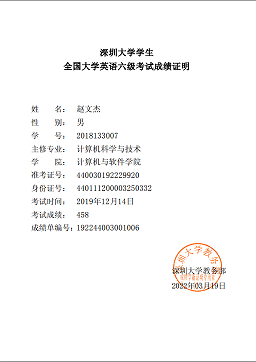 深圳大学学生
全国大学英语六级考试成绩证明
姓 名： 赵文杰
性 别： 男
学 号： 2018133007
主修专业： 计算机科学与技术
学 院： 计算机与软件学院
准考证号： 440030192229920
身份证号： 440111200003250332
考试时间： 2019年12月14日
考试成绩： 458
成绩单编号：192244003001006
深圳大学教务
深圳大学教务部
2022年03月19日